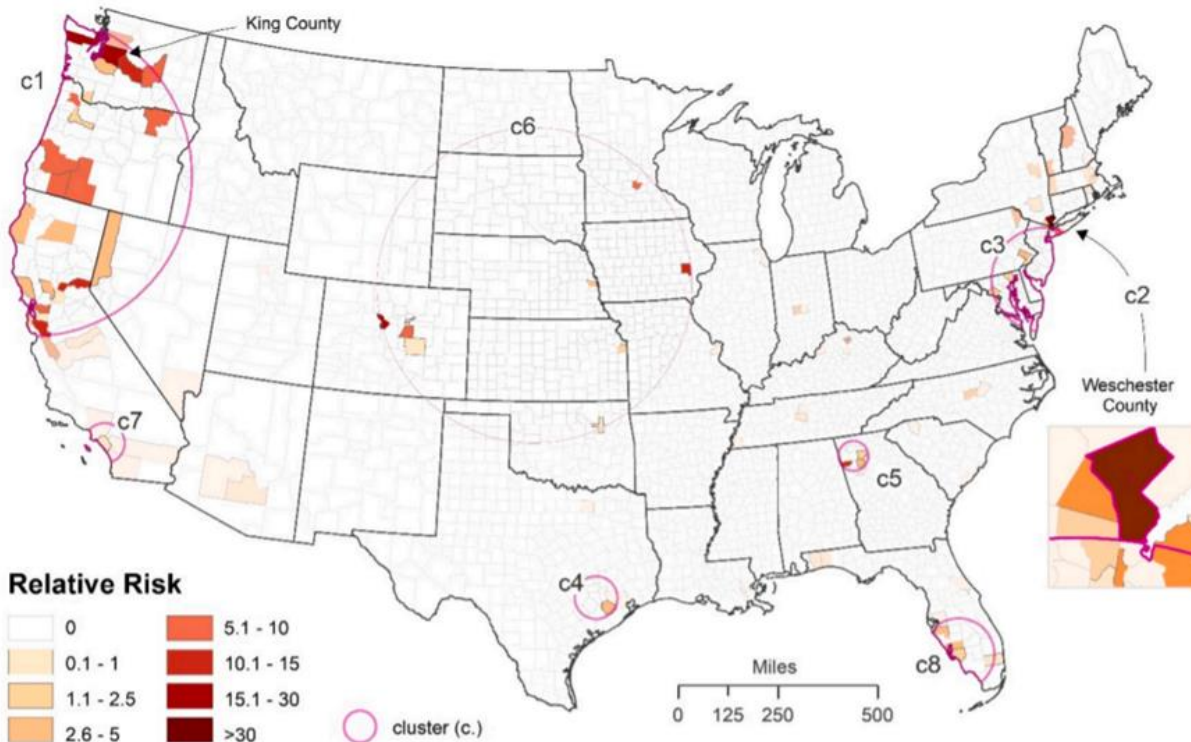 King County
c1
c6
c3
c2
Weschester
County
c7
c5
c4
c8
Relative Risk
0
5.1 - 10
0.1 - 1
10.1 - 15
1.1 - 2.5
15.1 - 30
2.6 - 5
>30
cluster (c.)
Miles
0 125 250 500